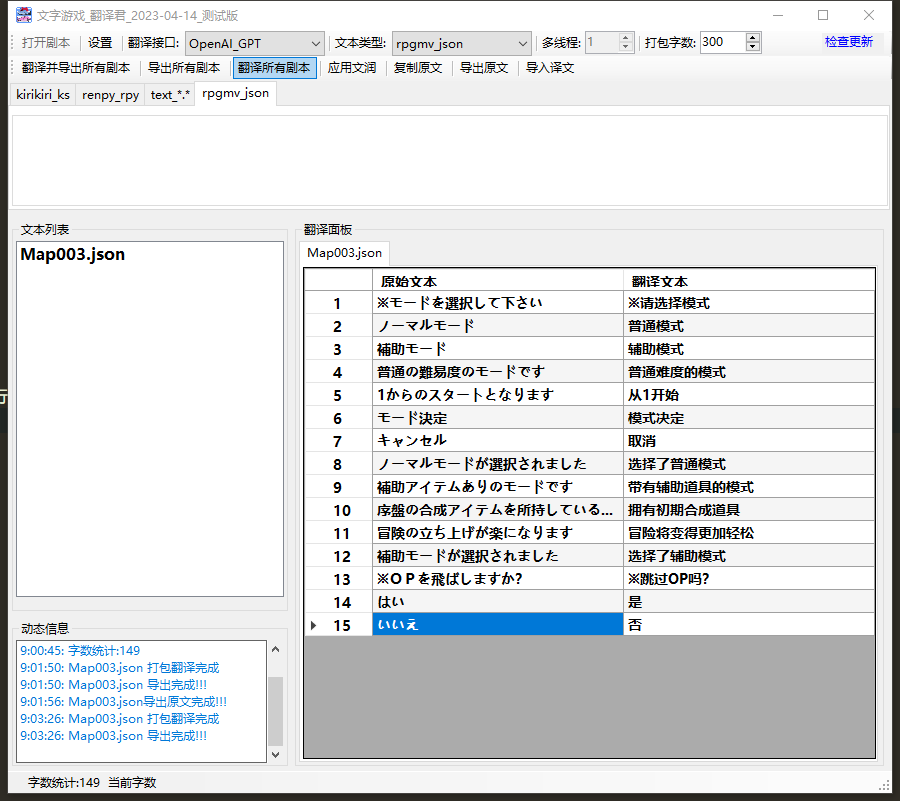 文字游戏_翻译君_2023-04-14_测试版
打开剧本 设置 翻译接口: OpenAI_GPT 文本类型: rpgmv_json 多线程: 1 打包字数: 300 检查更新
翻译并导出所有剧本 导出所有剧本 翻译所有剧本 应用文润 复制原文 导出原文 导入译文
kirikiri_ks renpy_rpy text_*.* rpgmv_json
文本列表
Map003.json
翻译面板
Map003.json
原始文本 翻译文本
1 ※モードを選択して下さい ※请选择模式
2 ノーマルモード 普通模式
3 補助モード 辅助模式
4 普通の難易度のモードです 普通难度的模式
5 1からのスタートとなります 从1开始
6 モード決定 模式决定
7 キャンセル 取消
8 ノーマルモードが選択されました 选择了普通模式
9 補助アイテムありのモードです 带有辅助道具的模式
10 序盤の合成アイテムを所持している... 拥有初期合成道具
11 冒険の立ち上げが楽になります 冒险将变得更加轻松
12 補助モードが選択されました 选择了辅助模式
13 ※ＯＰを飛ばしますか? ※跳过OP吗?
14 はい 是
15 いいえ 否
动态信息
9:00:45: 字数统计:149
9:01:50: Map003.json 打包翻译完成
9:01:50: Map003.json 导出完成!!!
9:01:56: Map003.json导出原文完成!!!
9:03:26: Map003.json 打包翻译完成
9:03:26: Map003.json 导出完成!!!
字数统计:149 当前字数